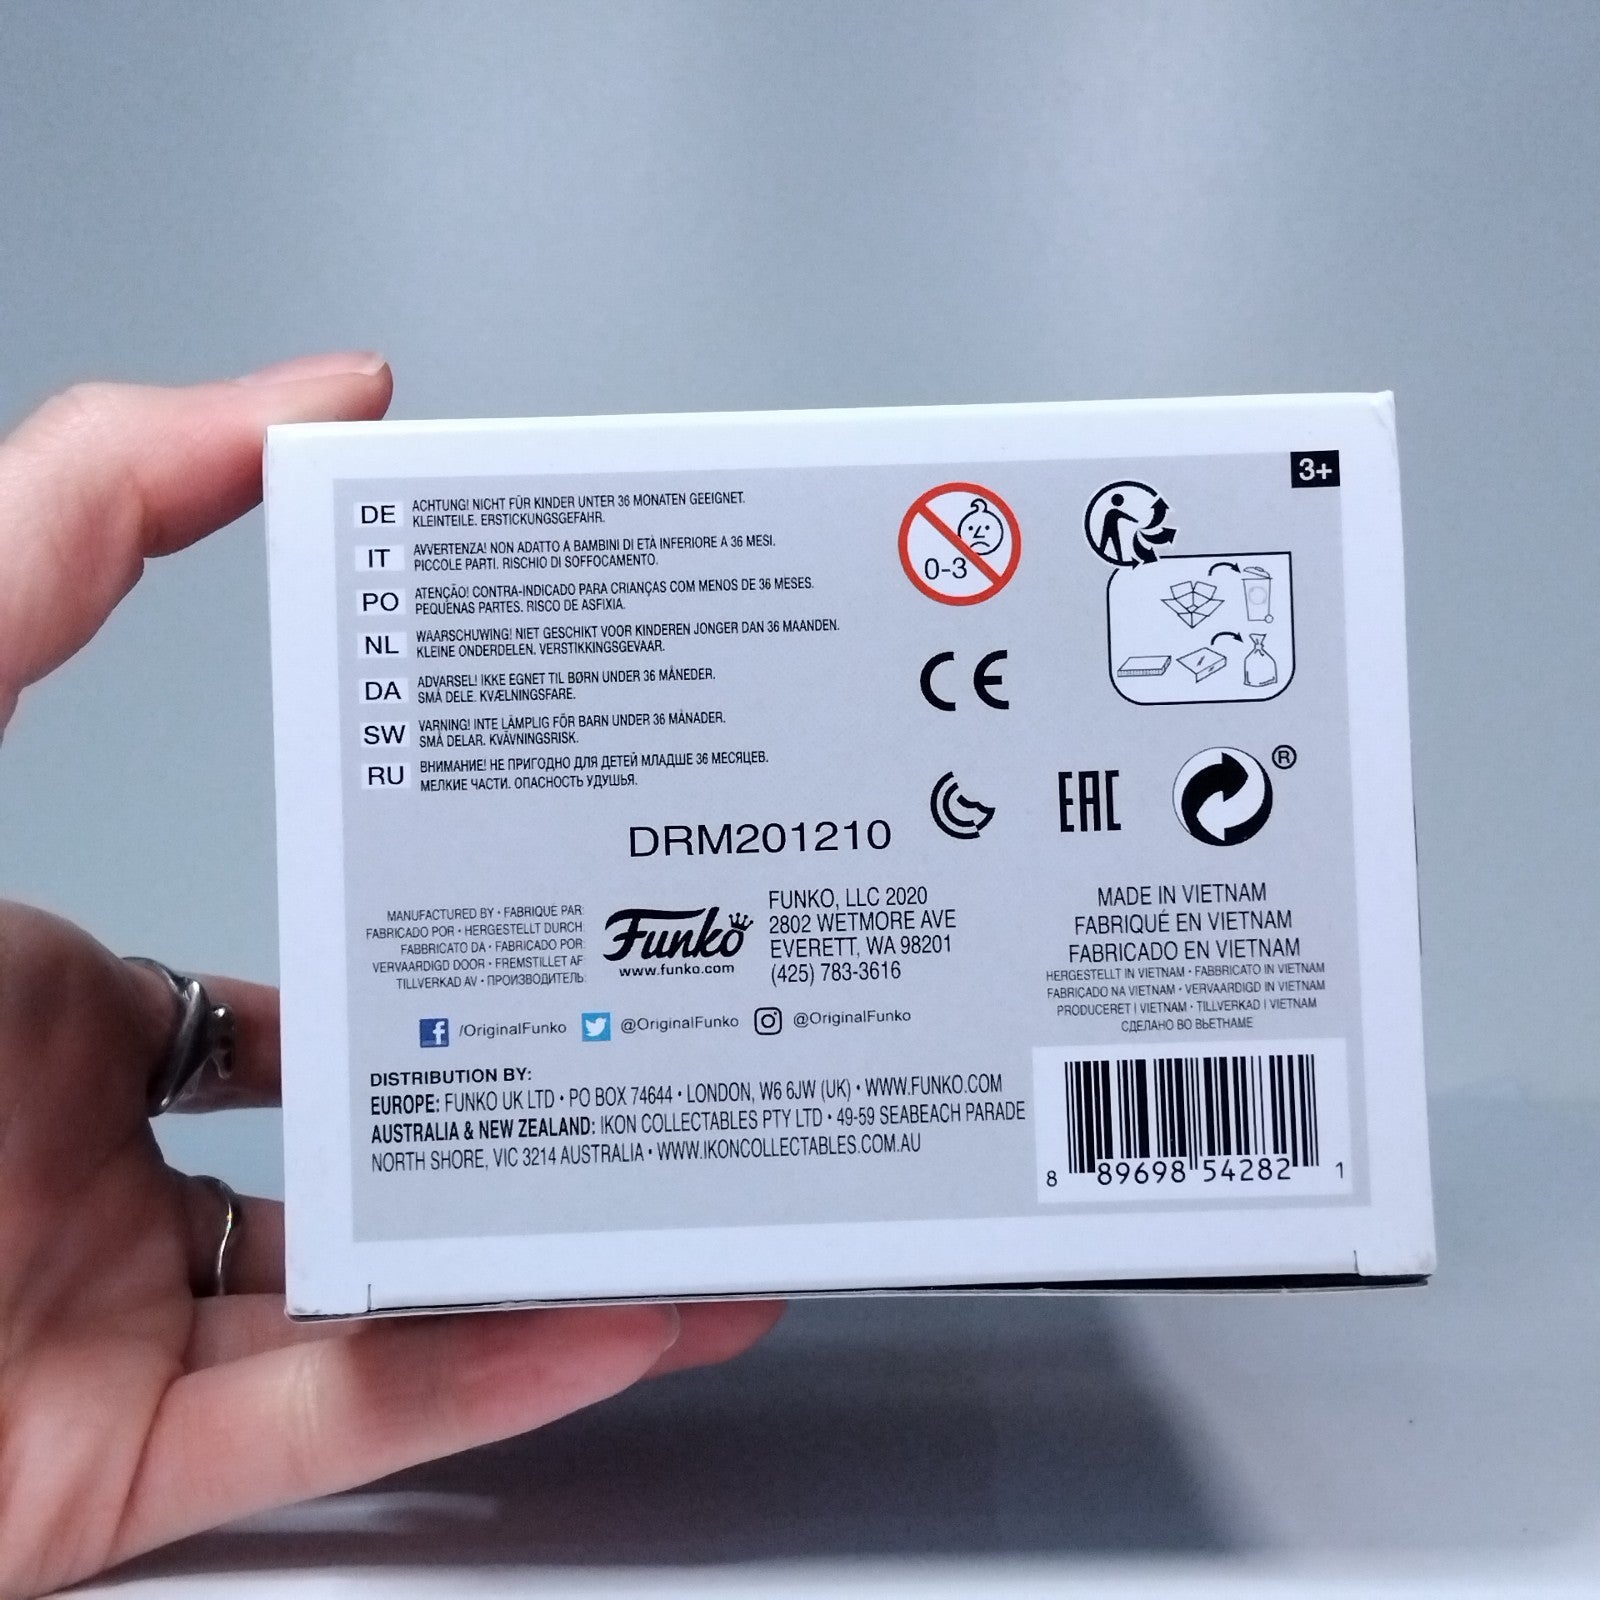 3+
DE
ACHTUNG! NICHT FÜR KINDER UNTER 36 MONATEN GEEIGNET.
KLEINTEILE. ERSTICKUNGSGEFAHR.
IT
AVVERTENZA! NON ADATTO A BAMBINI DI ETÀ INFERIORE A 36 MESI.
PICCOLE PARTI. RISCHIO DI SOFFOCAMENTO.
PO
ATENÇÃO! CONTRA-INDICADO PARA CRIANÇAS COM MENOS DE 36 MESES.
PEQUENAS PARTES. RISCO DE ASFIXIA.
NL
WAARSCHUWING! NIET GESCHIKT VOOR KINDEREN JONGER DAN 36 MAANDEN.
KLEINE ONDERDELEN. VERSTIKKINGSGEVAAR.
DA
ADVARSEL! IKKE EGNET TIL BØRN UNDER 36 MÅNEDER.
SMÅ DELE. KVÆLNINGSFARE.
SW
VARNING! INTE LÄMPLIG FÖR BARN UNDER 36 MÅNADER.
SMÅ DELAR. KVÄVNINGSRISK.
RU
ВНИМАНИЕ! НЕ ПРИГОДНО ДЛЯ ДЕТЕЙ МЛАДШЕ 36 МЕСЯЦЕВ.
МЕЛКИЕ ЧАСТИ. ОПАСНОСТЬ УДУШЬЯ.
0-3
CE
EAC
®
DRM201210
MANUFACTURED BY • FABRIQUÉ PAR:
FABRICADO POR • HERGESTELLT DURCH:
FABBRICATO DA • FABRICADO POR:
VERVAARDIGD DOOR • FREMSTILLET AF:
TILLVERKAD AV • ПРОИЗВОДИТЕЛЬ:
Funko
www.funko.com
FUNKO, LLC 2020
2802 WETMORE AVE
EVERETT, WA 98201
(425) 783-3616
MADE IN VIETNAM
FABRIQUÉ EN VIETNAM
FABRICADO EN VIETNAM
HERGESTELLT IN VIETNAM • FABBRICATO IN VIETNAM
FABRICADO NA VIETNAM • VERVAARDIGD IN VIETNAM
PRODUCERET I VIETNAM • TILLVERKAD I VIETNAM
СДЕЛАНО ВО ВЬЕТНАМЕ
f /OriginalFunko @OriginalFunko @OriginalFunko
DISTRIBUTION BY:
EUROPE: FUNKO UK LTD • PO BOX 74644 • LONDON, W6 6JW (UK) • WWW.FUNKO.COM
AUSTRALIA & NEW ZEALAND: IKON COLLECTABLES PTY LTD • 49-59 SEABEACH PARADE
NORTH SHORE, VIC 3214 AUSTRALIA • WWW.IKONCOLLECTABLES.COM.AU
8 89698 54282 1